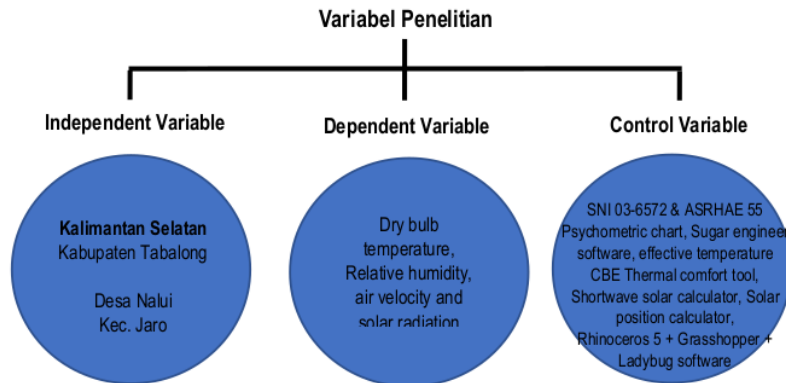 Variabel Penelitian
Independent Variable
Dependent Variable
Control Variable
Kalimantan Selatan
Kabupaten Tabalong
Desa Nalui
Kec. Jaro
Dry bulb
temperature,
Relative humidity,
air velocity and
solar radiation
SNI 03-6572 & ASRHAE 55
Psychometric chart, Sugar engineer
software, effective temperature
CBE Thermal comfort tool,
Shortwave solar calculator, Solar
position calculator,
Rhinoceros 5 + Grasshopper +
Ladybug software